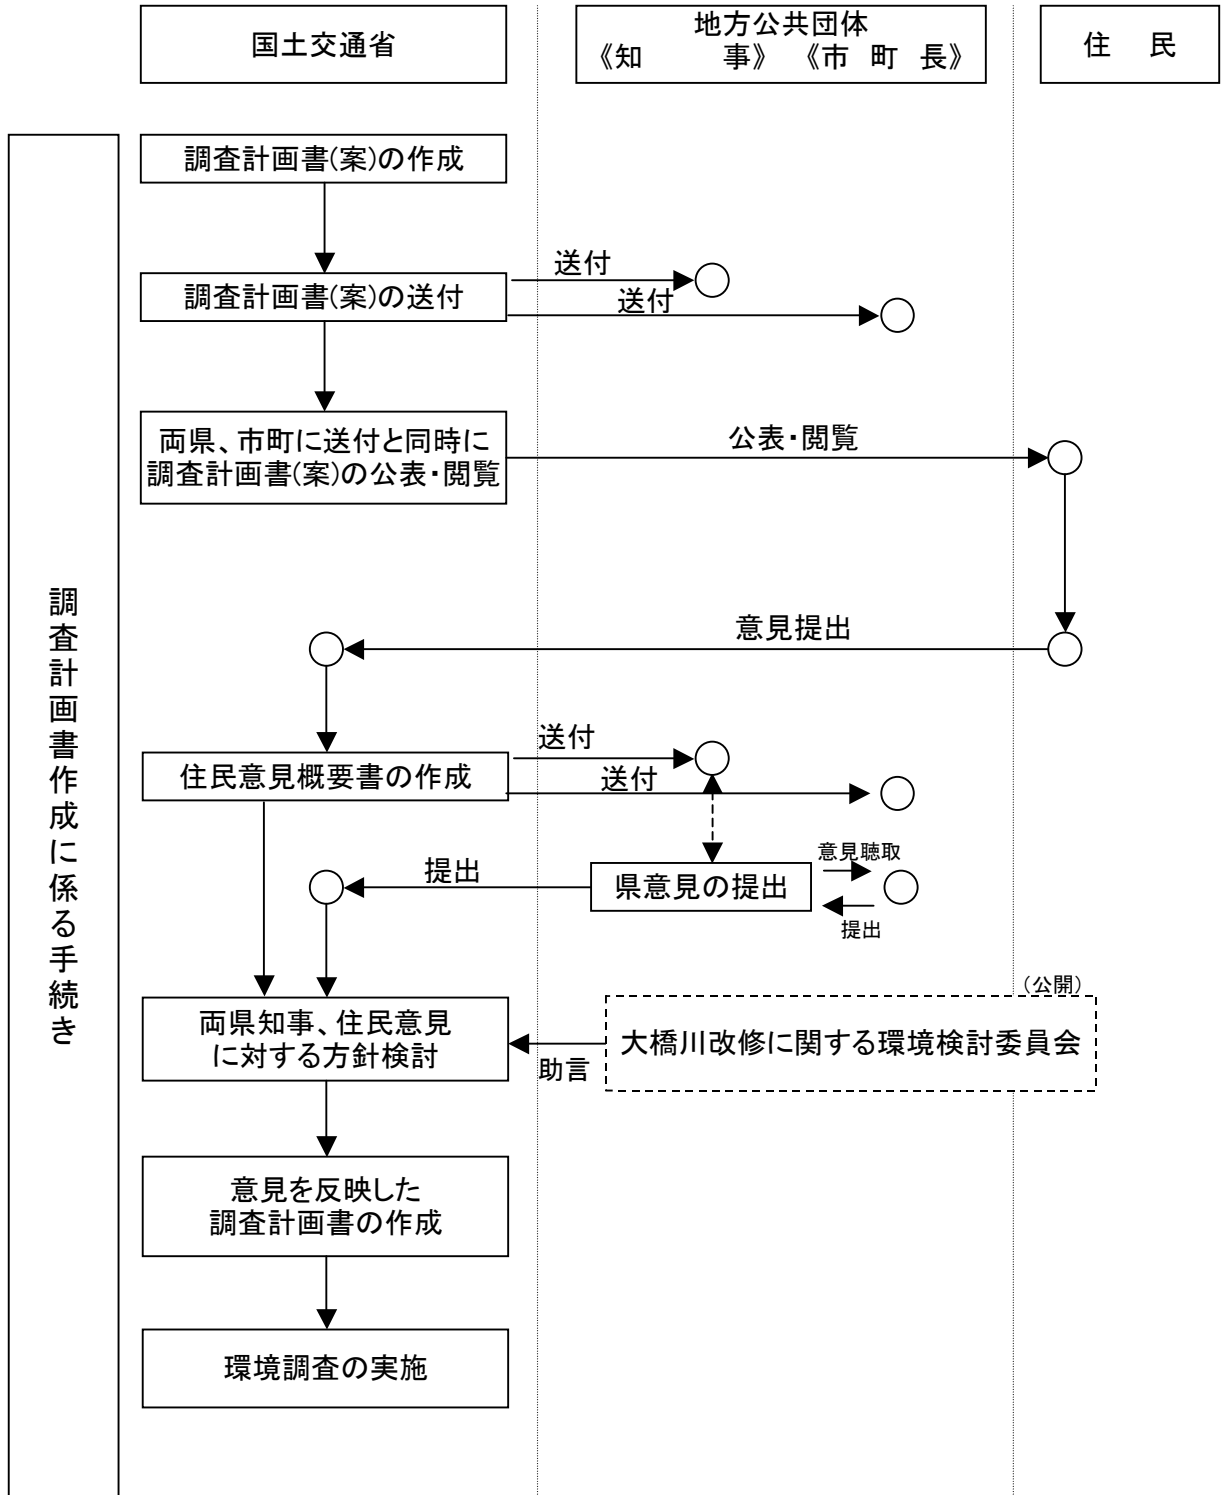 国土交通省
地方公共団体
《知　　事》　《市　町　長》
住　民
調査計画書作成に係る手続き
調査計画書(案)の作成
調査計画書(案)の送付
送付
送付
両県、市町に送付と同時に
調査計画書(案)の公表・閲覧
公表・閲覧
意見提出
住民意見概要書の作成
送付
送付
提出
県意見の提出
意見聴取
提出
両県知事、住民意見
に対する方針検討
助言
(公開)
大橋川改修に関する環境検討委員会
意見を反映した
調査計画書の作成
環境調査の実施